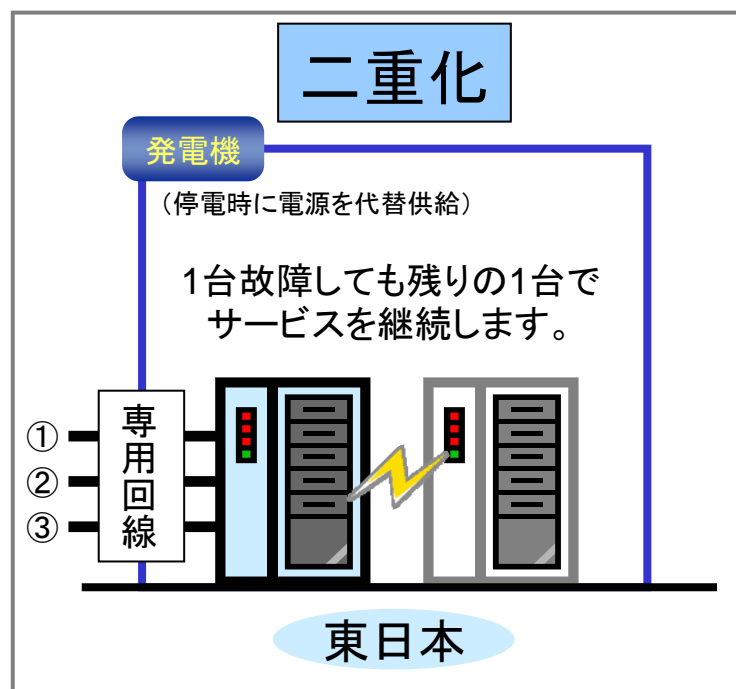 二重化
発電機
（停電時に電源を代替供給）
1台故障しても残りの1台で
サービスを継続します。
専用回線
①
②
③
東日本